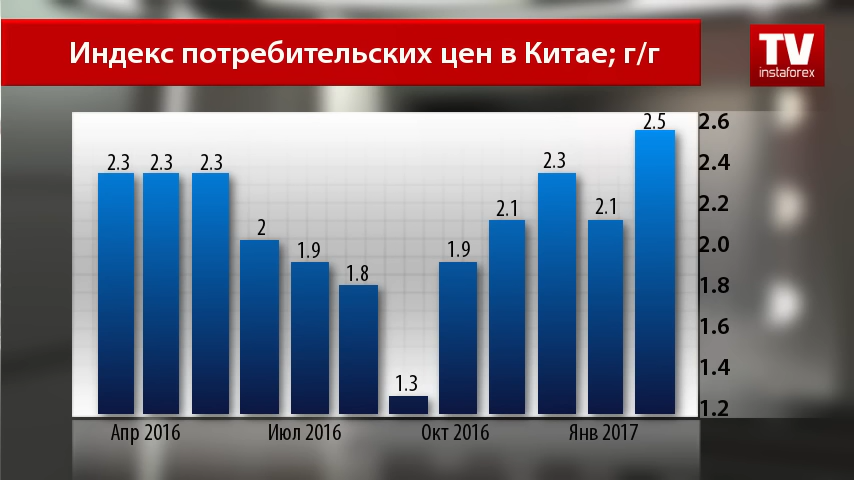 Индекс потребительских цен в Китае; г/г
TV
instaforex
2.3 2.3 2.3 2 1.9 1.8 1.3 1.9 2.1 2.3 2.1 2.5
2.6
2.4
2.2
2.0
1.8
1.6
1.4
1.2
Апр 2016 Июл 2016 Окт 2016 Янв 2017